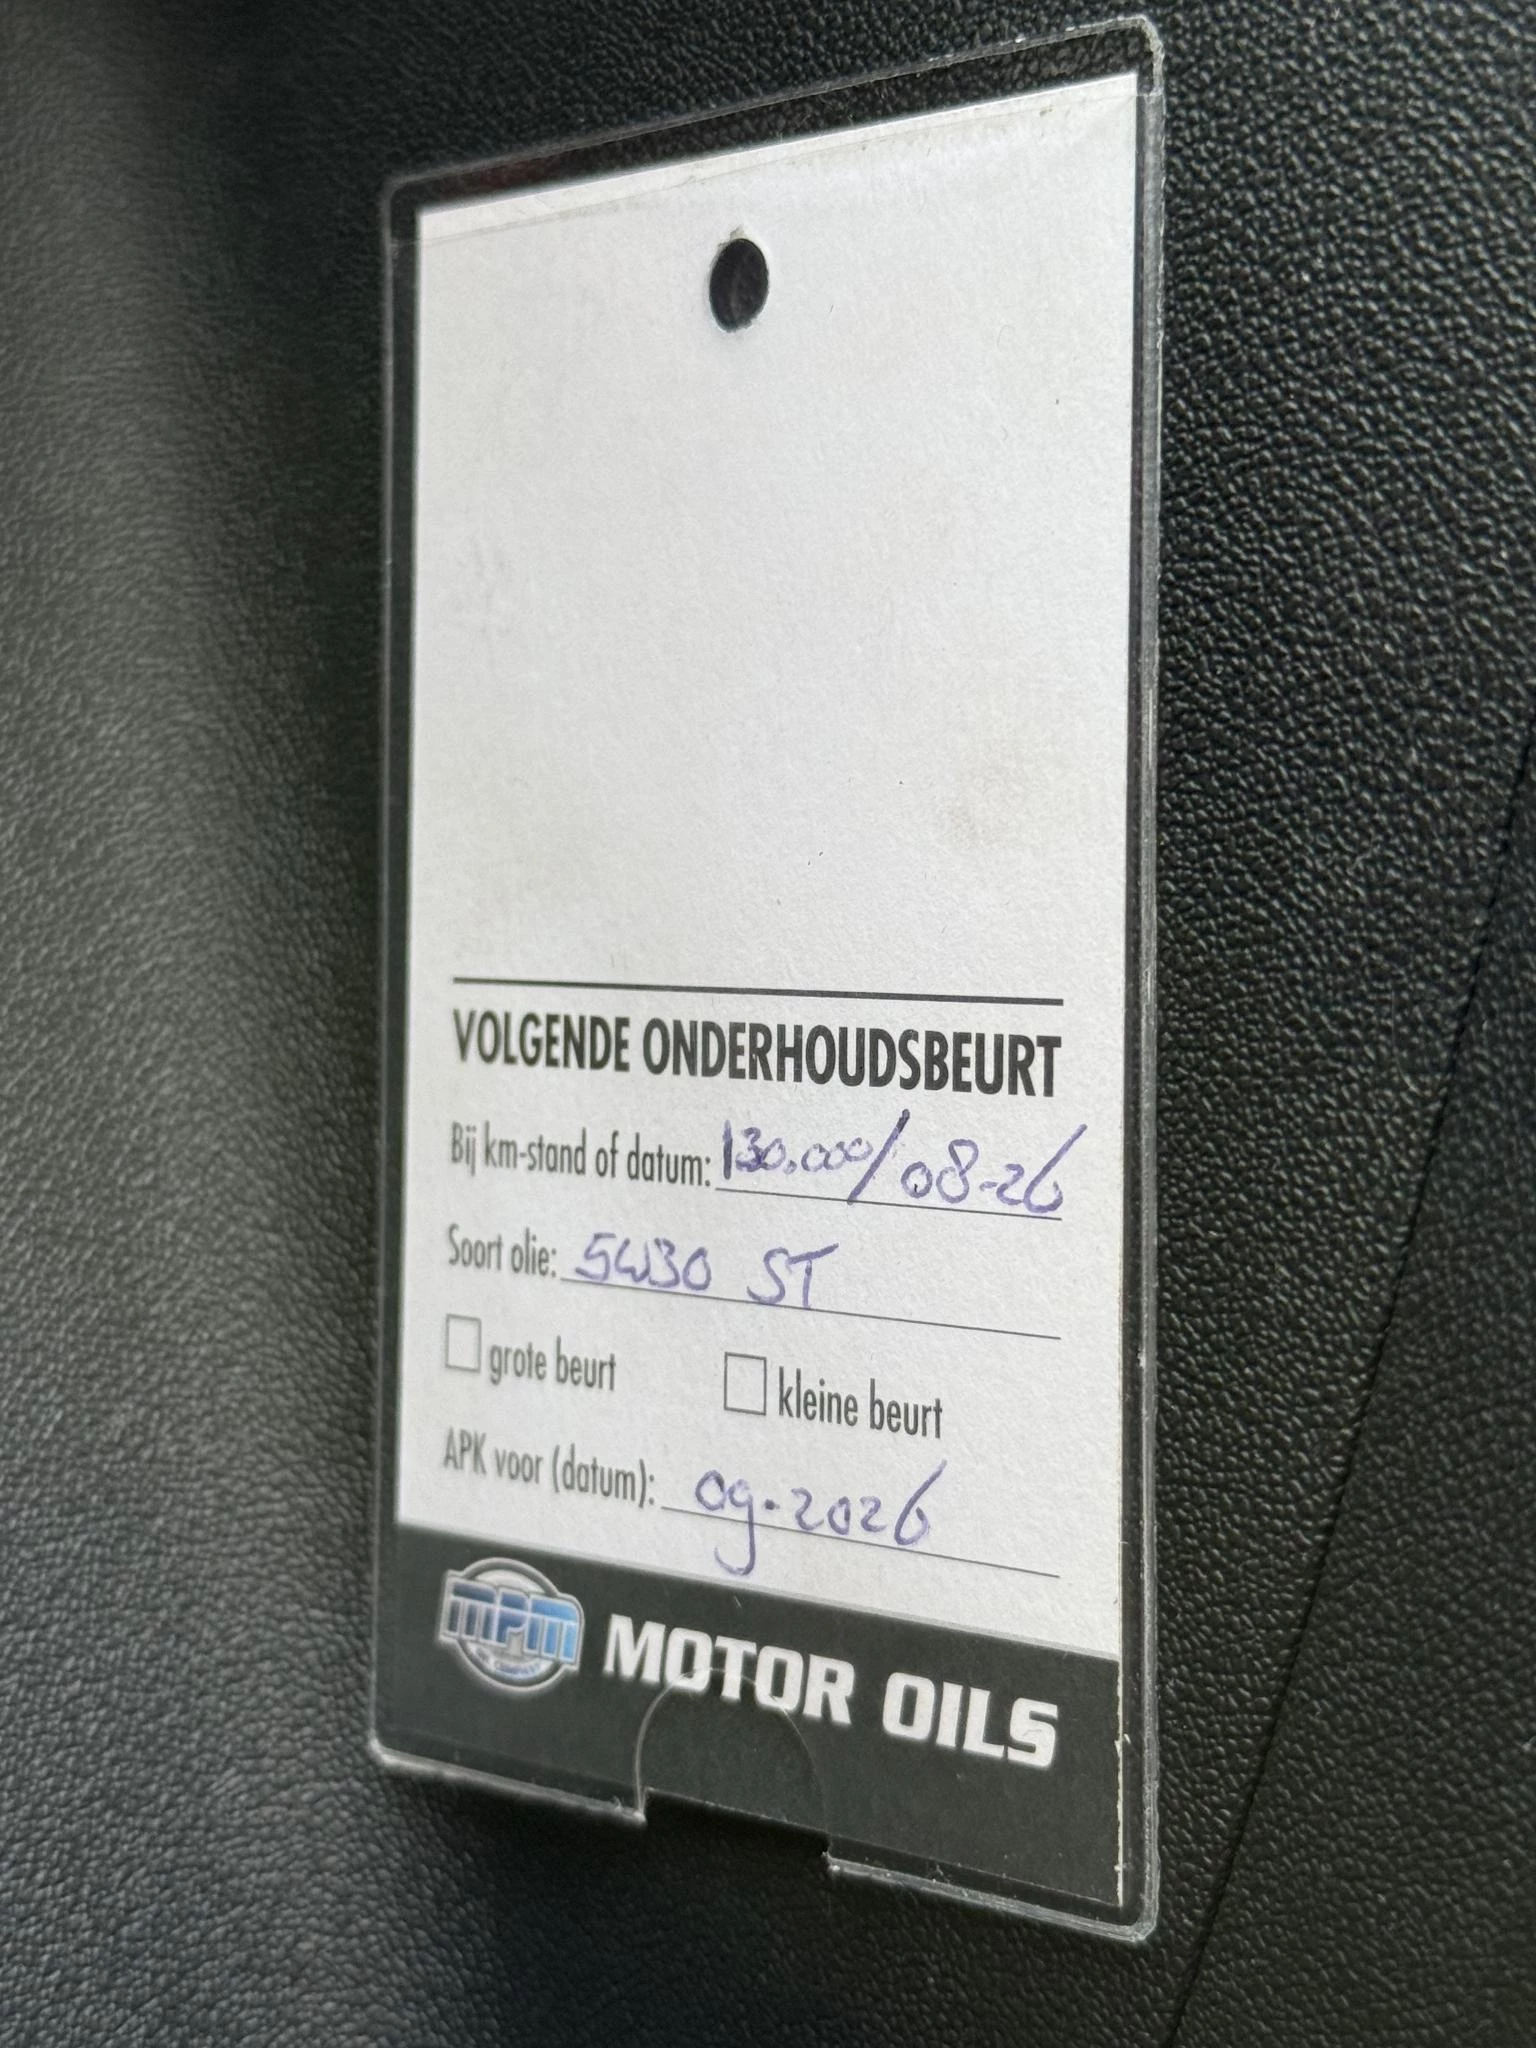 VOLGENDE ONDERHOUDSBEURT
Bij km-stand of datum: 130.000/08-26
Soort olie: 5W30 ST
grote beurt kleine beurt
APK voor (datum): 09-2026
MPM MOTOR OILS